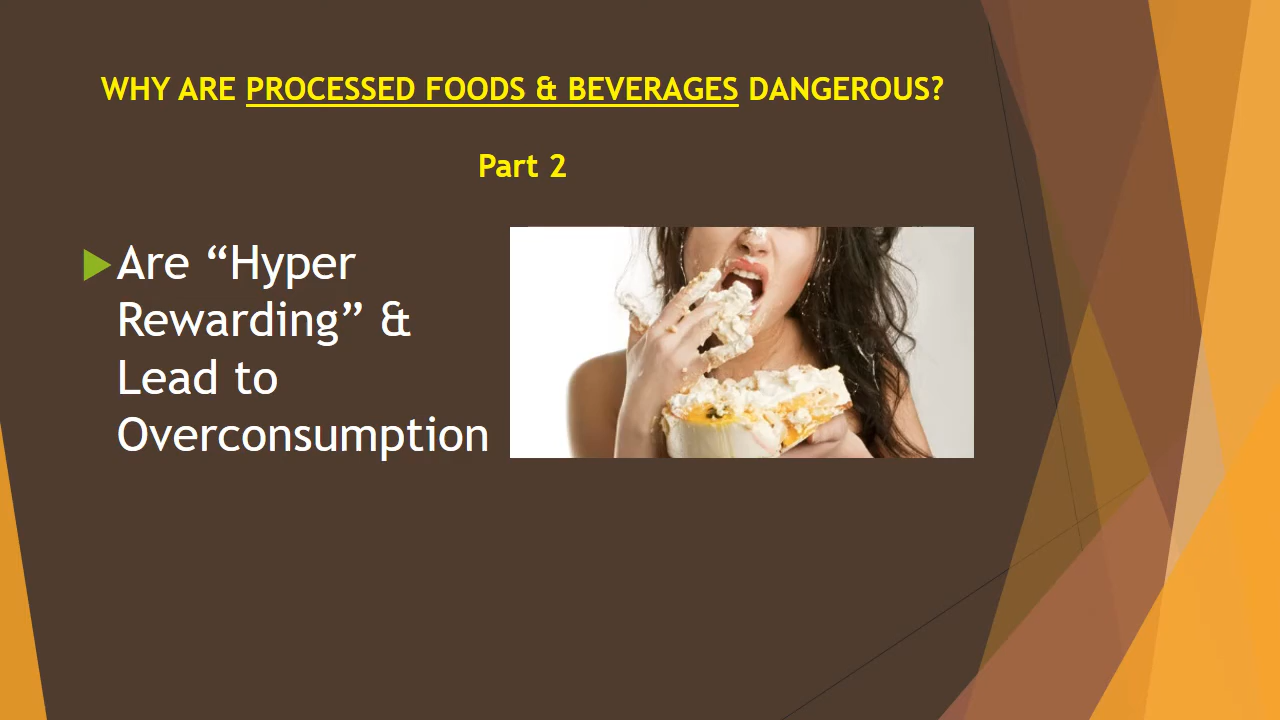 WHY ARE PROCESSED FOODS & BEVERAGES DANGEROUS?
Part 2
Are “Hyper
Rewarding” &
Lead to
Overconsumption